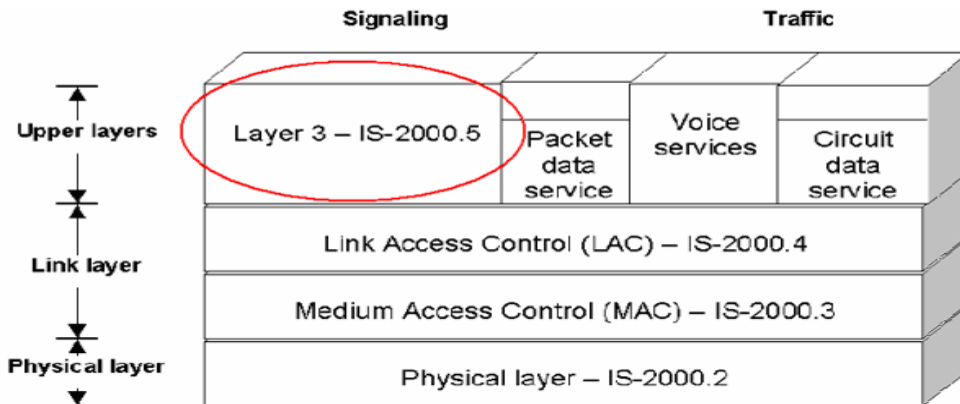 Signaling
Traffic
Upper layers
Layer 3 – IS-2000.5
Packet
data
service
Voice
services
Circuit
data
service
Link layer
Link Access Control (LAC) – IS-2000.4
Medium Access Control (MAC) – IS-2000.3
Physical layer
Physical layer – IS-2000.2